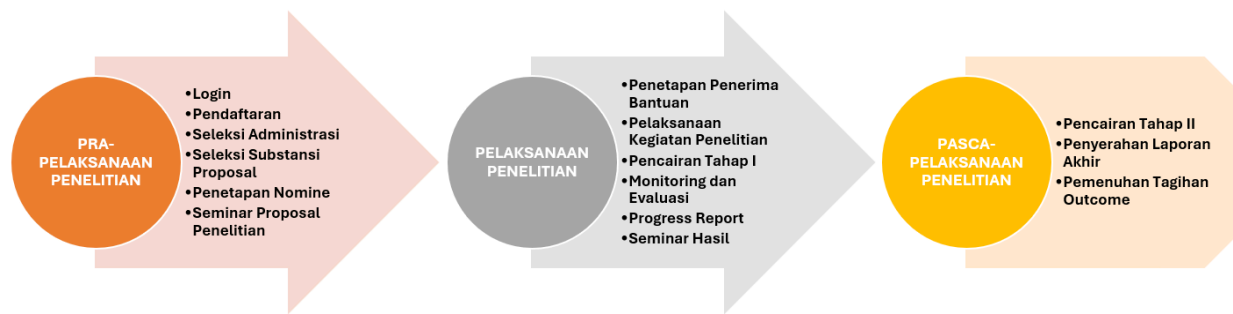 PRA-
PELAKSANAAN
PENELITIAN
•Login
•Pendaftaran
•Seleksi Administrasi
•Seleksi Substansi
Proposal
•Penetapan Nomine
•Seminar Proposal
Penelitian
PELAKSANAAN
PENELITIAN
•Penetapan Penerima
Bantuan
•Pelaksanaan
Kegiatan Penelitian
•Pencairan Tahap I
•Monitoring dan
Evaluasi
•Progress Report
•Seminar Hasil
PASCA-
PELAKSANAAN
PENELITIAN
•Pencairan Tahap II
•Penyerahan Laporan
Akhir
•Pemenuhan Tagihan
Outcome